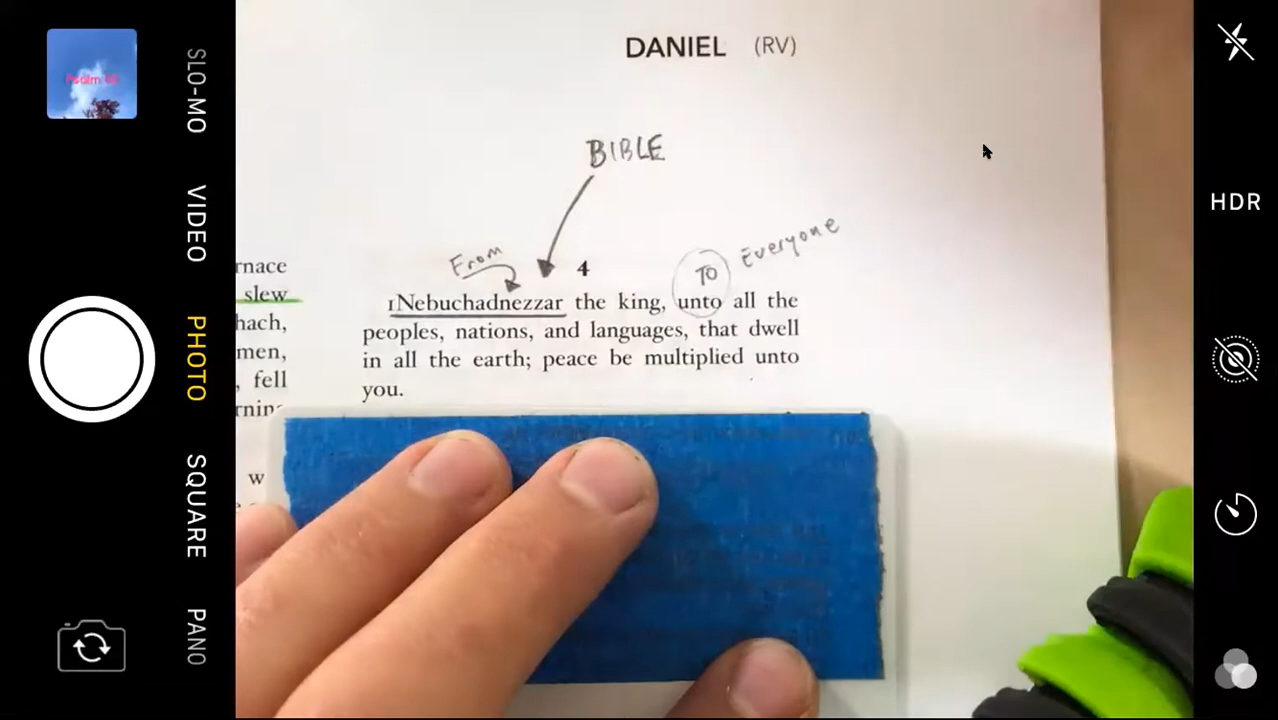 Psalm
SLO-MO
VIDEO
PHOTO
SQUARE
PANO
HDR
DANIEL (RV)
BIBLE
From
4
TO Everyone
1Nebuchadnezzar the king, unto all the
peoples, nations, and languages, that dwell
in all the earth; peace be multiplied unto
you.
rnace
slew
hach,
men,
, fell
w